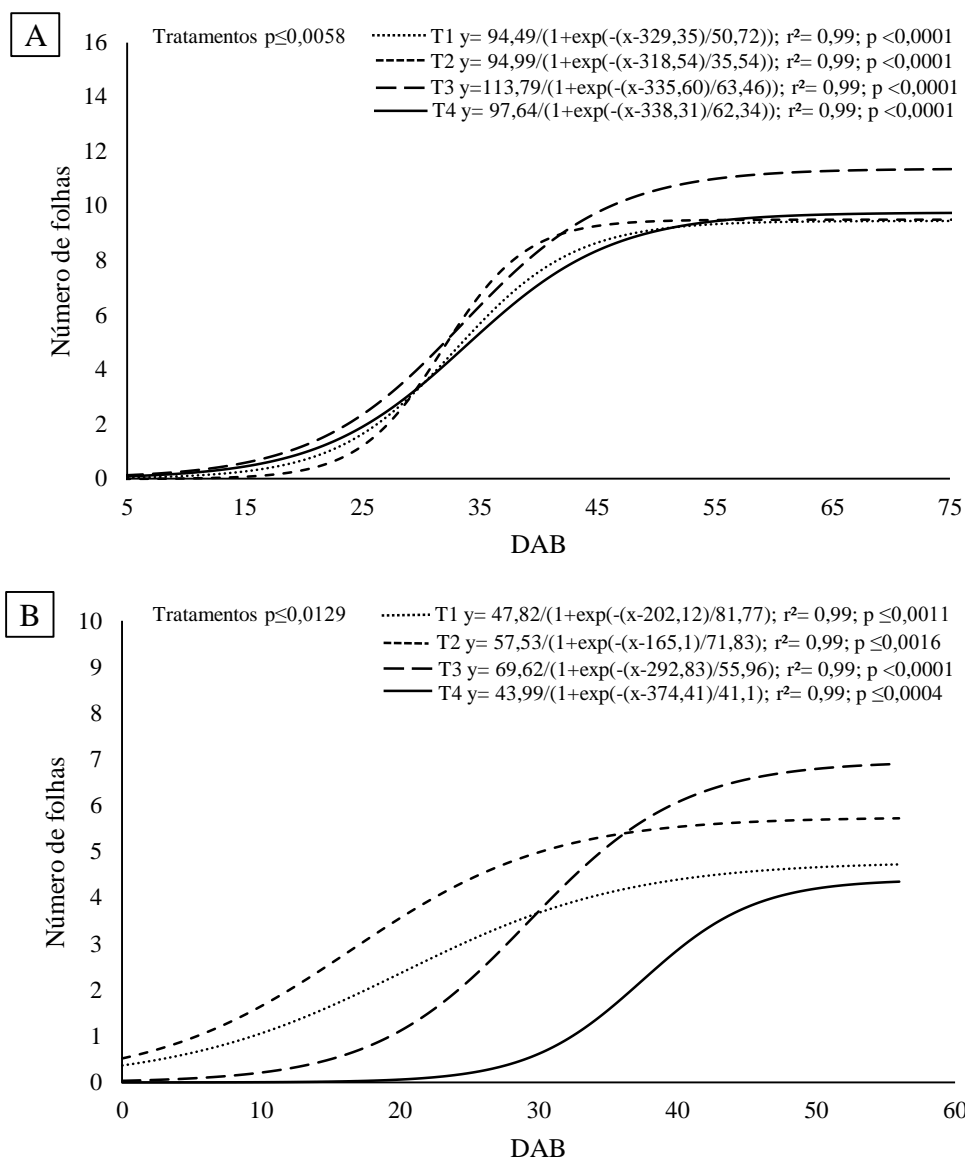 A
Tratamentos p≤0,0058
T1 y= 94,49/(1+exp(-(x-329,35)/50,72)); r²= 0,99; p <0,0001
T2 y= 94,99/(1+exp(-(x-318,54)/35,54)); r²= 0,99; p <0,0001
T3 y=113,79/(1+exp(-(x-335,60)/63,46)); r²= 0,99; p <0,0001
T4 y= 97,64/(1+exp(-(x-338,31)/62,34)); r²= 0,99; p <0,0001
16
14
12
10
8
6
4
2
0
Número de folhas
5 15 25 35 45 55 65 75
DAB
B
Tratamentos p≤0,0129
T1 y= 47,82/(1+exp(-(x-202,12)/81,77); r²= 0,99; p ≤0,0011
T2 y= 57,53/(1+exp(-(x-165,1)/71,83); r²= 0,99; p ≤0,0016
T3 y= 69,62/(1+exp(-(x-292,83)/55,96); r²= 0,99; p <0,0001
T4 y= 43,99/(1+exp(-(x-374,41)/41,1); r²= 0,99; p ≤0,0004
10
9
8
7
6
5
4
3
2
1
0
Número de folhas
0 10 20 30 40 50 60
DAB